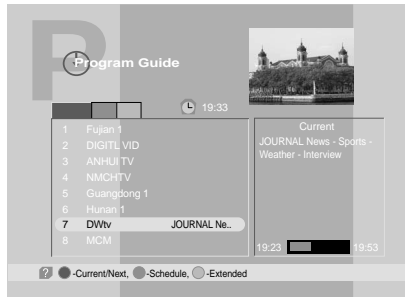 P
Program Guide
19:33
1 Fujian 1
2 DIGITL VID
3 ANHUI TV
4 NMCHTV
5 Guangdong 1
6 Hunan 1
7 DWtv JOURNAL Ne..
8 MCM
Current
JOURNAL News - Sports -
Weather - Interview
19:23 19:53
? -Current/Next, -Schedule, -Extended